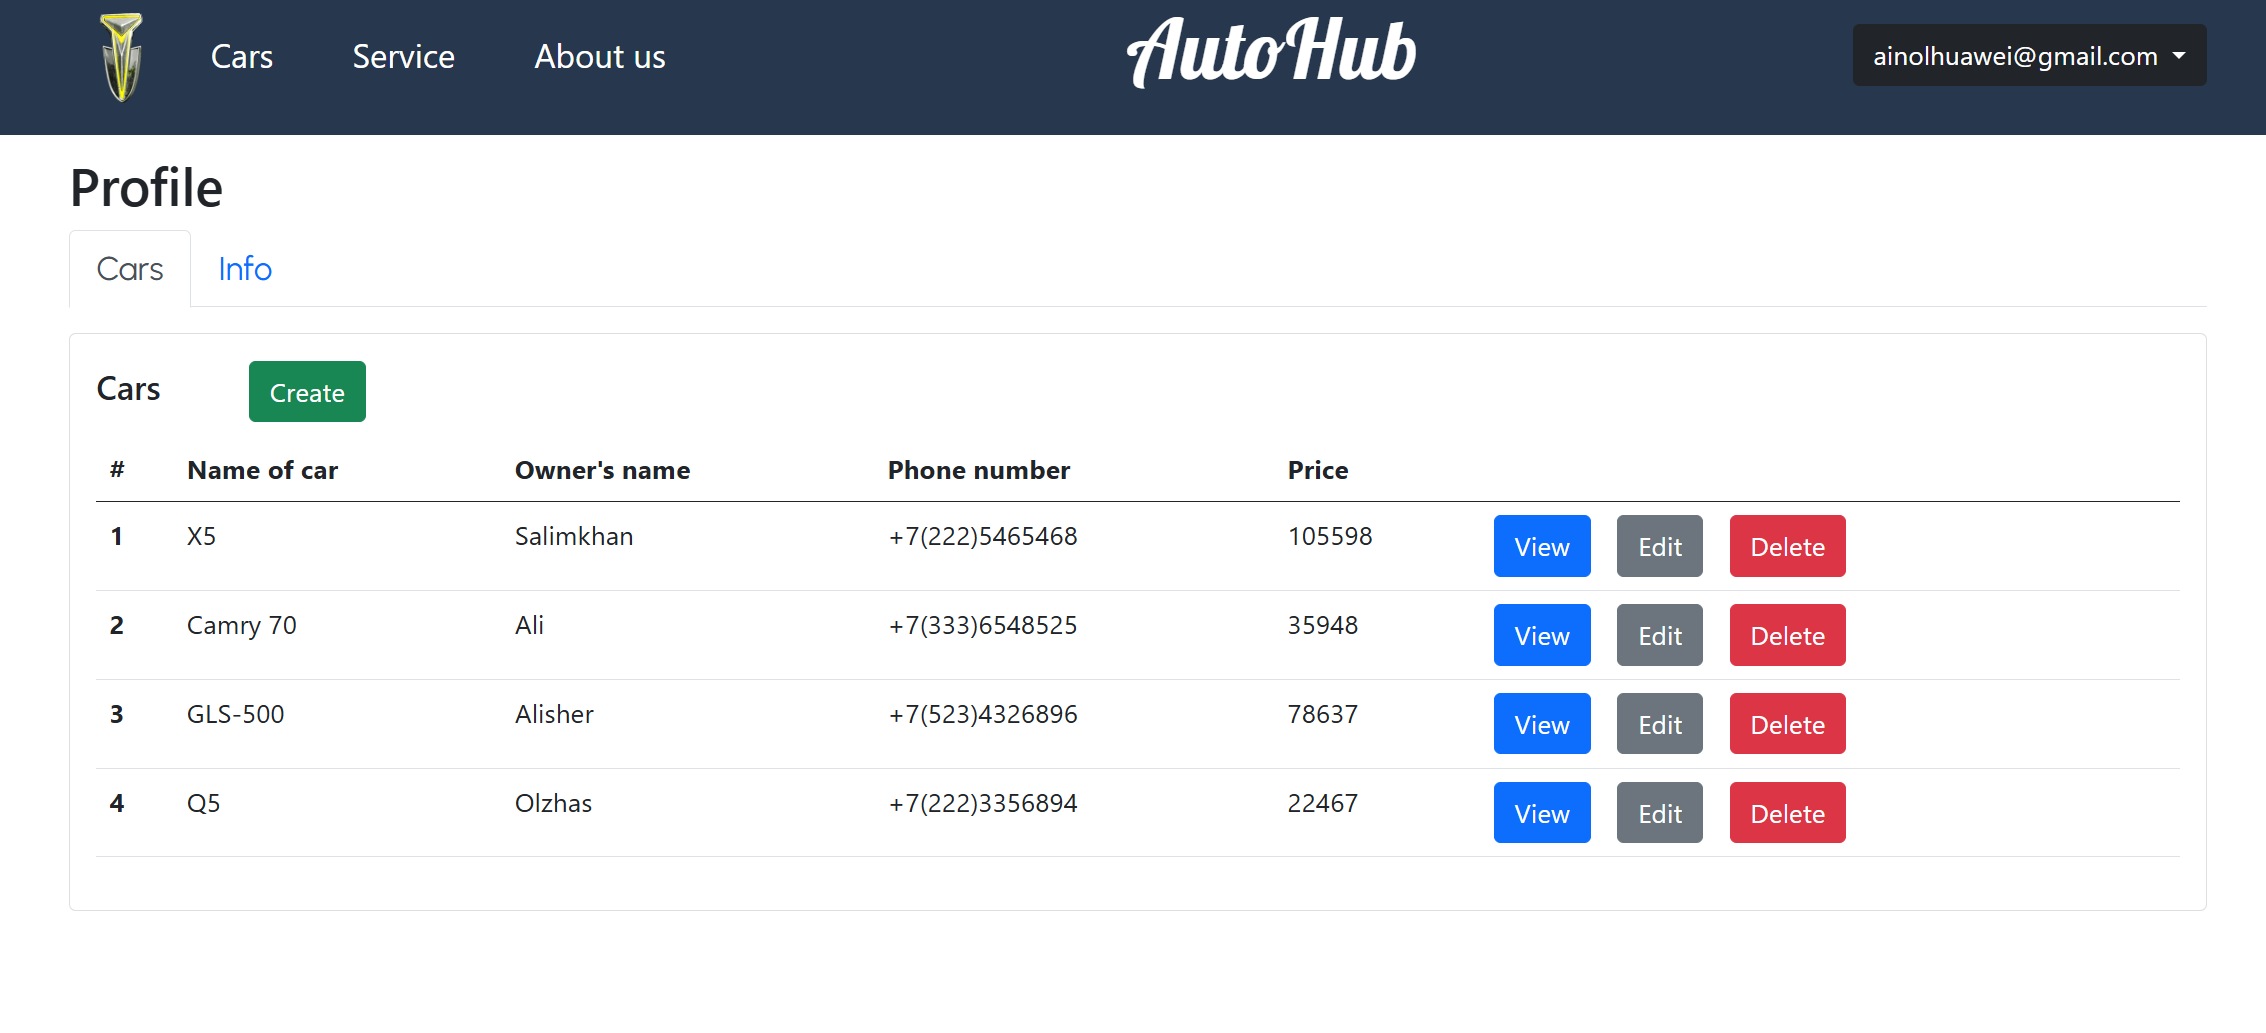 Cars Service About us AutoHub ainolhuawei@gmail.com
Profile
Cars Info
Cars Create
# Name of car Owner's name Phone number Price
1 X5 Salimkhan +7(222)5465468 105598 View Edit Delete
2 Camry 70 Ali +7(333)6548525 35948 View Edit Delete
3 GLS-500 Alisher +7(523)4326896 78637 View Edit Delete
4 Q5 Olzhas +7(222)3356894 22467 View Edit Delete